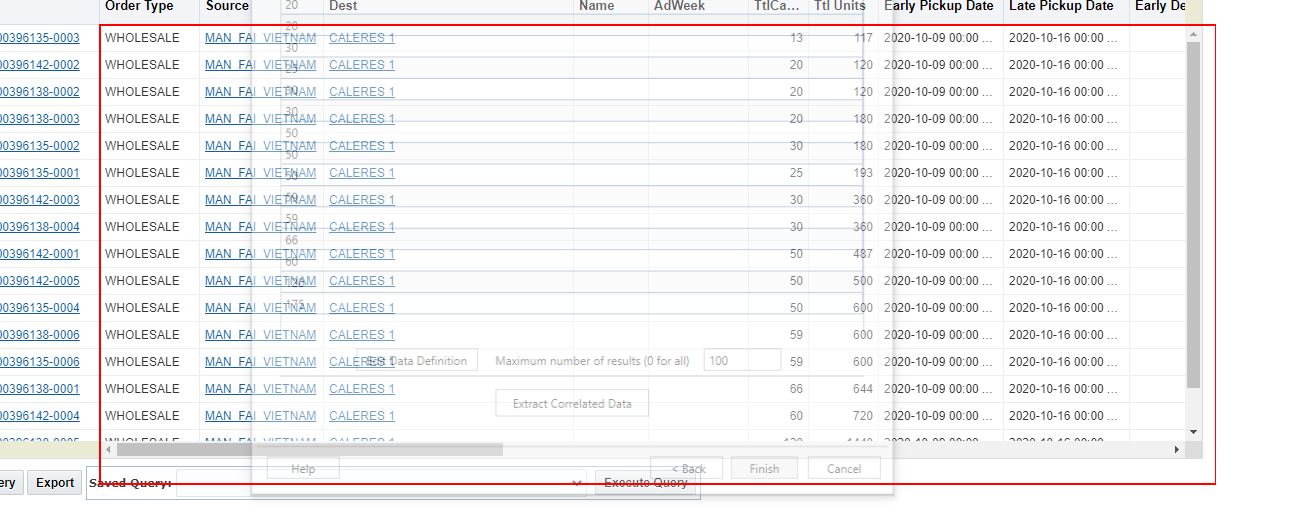 Order Type Source Dest Name AdWeek TtlCa... Ttl Units Early Pickup Date Late Pickup Date Early De
20
00396135-0003 WHOLESALE MAN_FAI_VIETNAM CALERES 1 13 117 2020-10-09 00:00 ... 2020-10-16 00:00 ...
20
30
00396142-0002 WHOLESALE MAN_FAI_VIETNAM CALERES 1 20 120 2020-10-09 00:00 ... 2020-10-16 00:00 ...
25
00396138-0002 WHOLESALE MAN_FAI_VIETNAM CALERES 1 20 120 2020-10-09 00:00 ... 2020-10-16 00:00 ...
30
30
00396138-0003 WHOLESALE MAN_FAI_VIETNAM CALERES 1 20 180 2020-10-09 00:00 ... 2020-10-16 00:00 ...
50
00396135-0002 WHOLESALE MAN_FAI_VIETNAM CALERES 1 30 180 2020-10-09 00:00 ... 2020-10-16 00:00 ...
50
00396135-0001 WHOLESALE MAN_FAI_VIETNAM CALERES 1 25 193 2020-10-09 00:00 ... 2020-10-16 00:00 ...
50
00396142-0003 WHOLESALE MAN_FAI_VIETNAM CALERES 1 30 360 2020-10-09 00:00 ... 2020-10-16 00:00 ...
59
59
00396138-0004 WHOLESALE MAN_FAI_VIETNAM CALERES 1 30 360 2020-10-09 00:00 ... 2020-10-16 00:00 ...
66
00396142-0001 WHOLESALE MAN_FAI_VIETNAM CALERES 1 50 487 2020-10-09 00:00 ... 2020-10-16 00:00 ...
60
00396142-0005 WHOLESALE MAN_FAI_VIETNAM CALERES 1 50 500 2020-10-09 00:00 ... 2020-10-16 00:00 ...
120
00396135-0004 WHOLESALE MAN_FAI_VIETNAM CALERES 1 50 600 2020-10-09 00:00 ... 2020-10-16 00:00 ...
175
00396138-0006 WHOLESALE MAN_FAI_VIETNAM CALERES 1 59 600 2020-10-09 00:00 ... 2020-10-16 00:00 ...
00396135-0006 WHOLESALE MAN_FAI_VIETNAM CALERES 1 59 600 2020-10-09 00:00 ... 2020-10-16 00:00 ...
Edit Data Definition Maximum number of results (0 for all) 100
00396138-0001 WHOLESALE MAN_FAI_VIETNAM CALERES 1 66 644 2020-10-09 00:00 ... 2020-10-16 00:00 ...
Extract Correlated Data
00396142-0004 WHOLESALE MAN_FAI_VIETNAM CALERES 1 60 720 2020-10-09 00:00 ... 2020-10-16 00:00 ...
Help < Back Finish Cancel
ery Export Saved Query: Execute Query